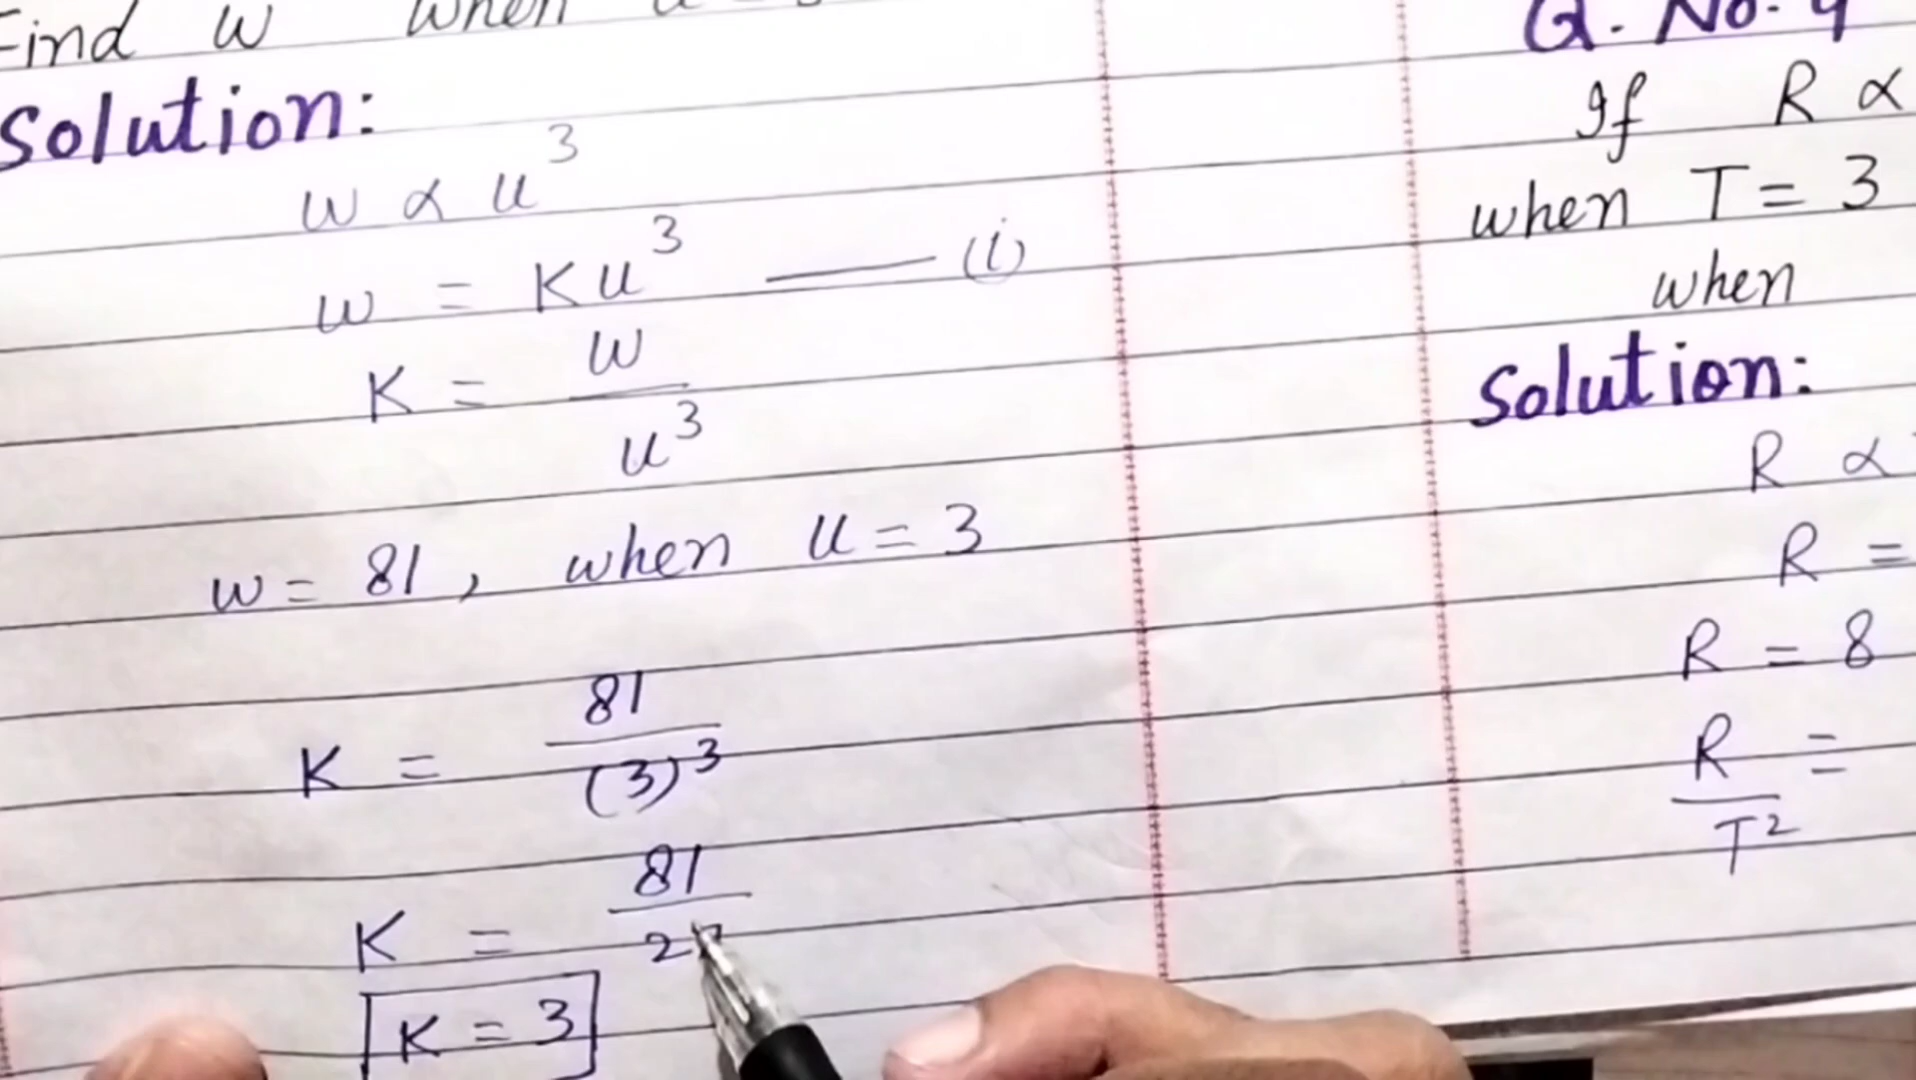 Find w when
Solution:
w ∝ u³
w = Ku³ —— (i)
K = w/u³
w = 81, when u = 3
K = 81/(3)³
K = 81/27
K = 3
Q. No. 9
If R ∝
when T = 3
when
Solution:
R ∝
R =
R = 8
R/T² =